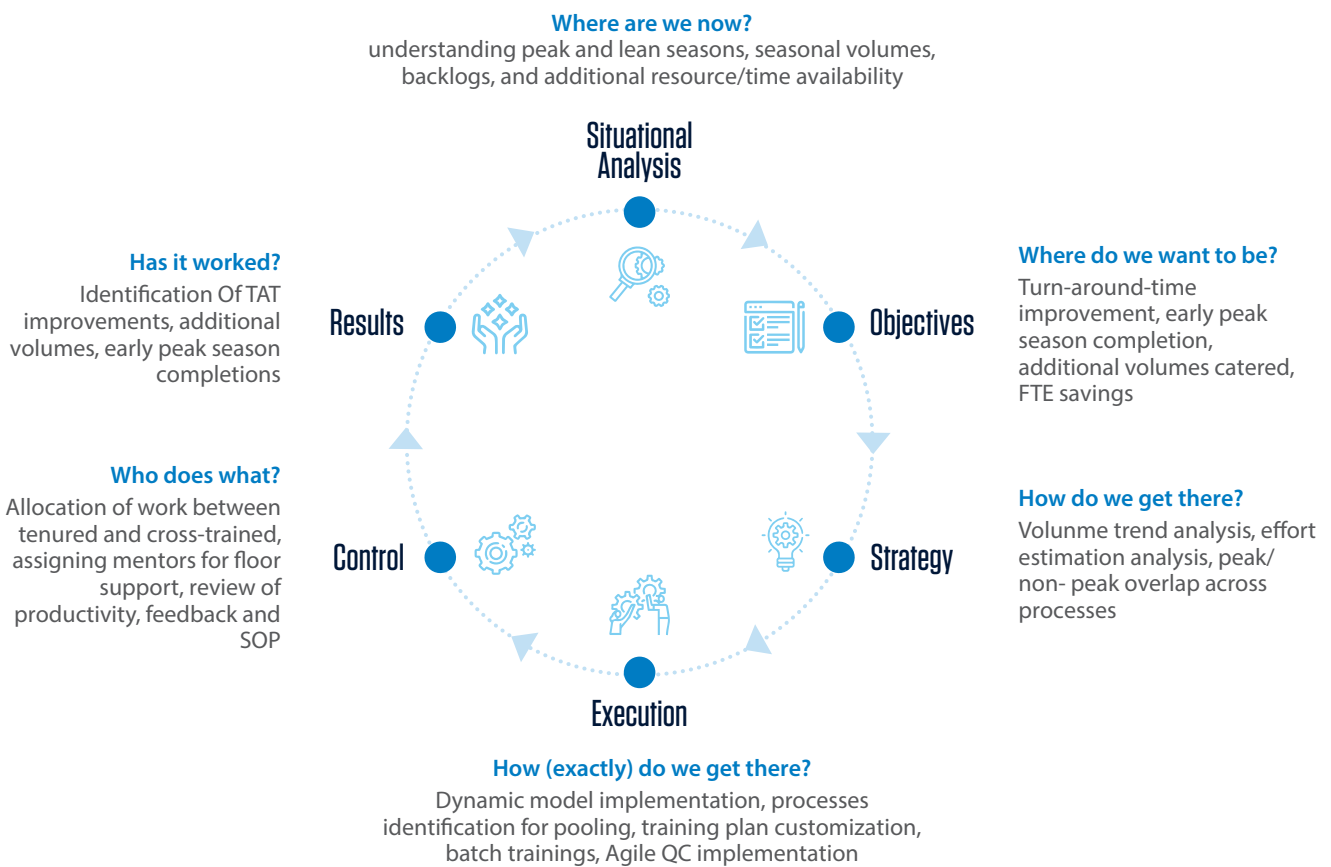 Where are we now?
understanding peak and lean seasons, seasonal volumes,
backlogs, and additional resource/time availability
Situational
Analysis
Where do we want to be?
Turn-around-time
improvement, early peak
season completion,
additional volumes catered,
FTE savings
Objectives
How do we get there?
Volunme trend analysis, effort
estimation analysis, peak/
non- peak overlap across
processes
Strategy
Execution
How (exactly) do we get there?
Dynamic model implementation, processes
identification for pooling, training plan customization,
batch trainings, Agile QC implementation
Who does what?
Allocation of work between
tenured and cross-trained,
assigning mentors for floor
support, review of
productivity, feedback and
SOP
Control
Has it worked?
Identification Of TAT
improvements, additional
volumes, early peak season
completions
Results